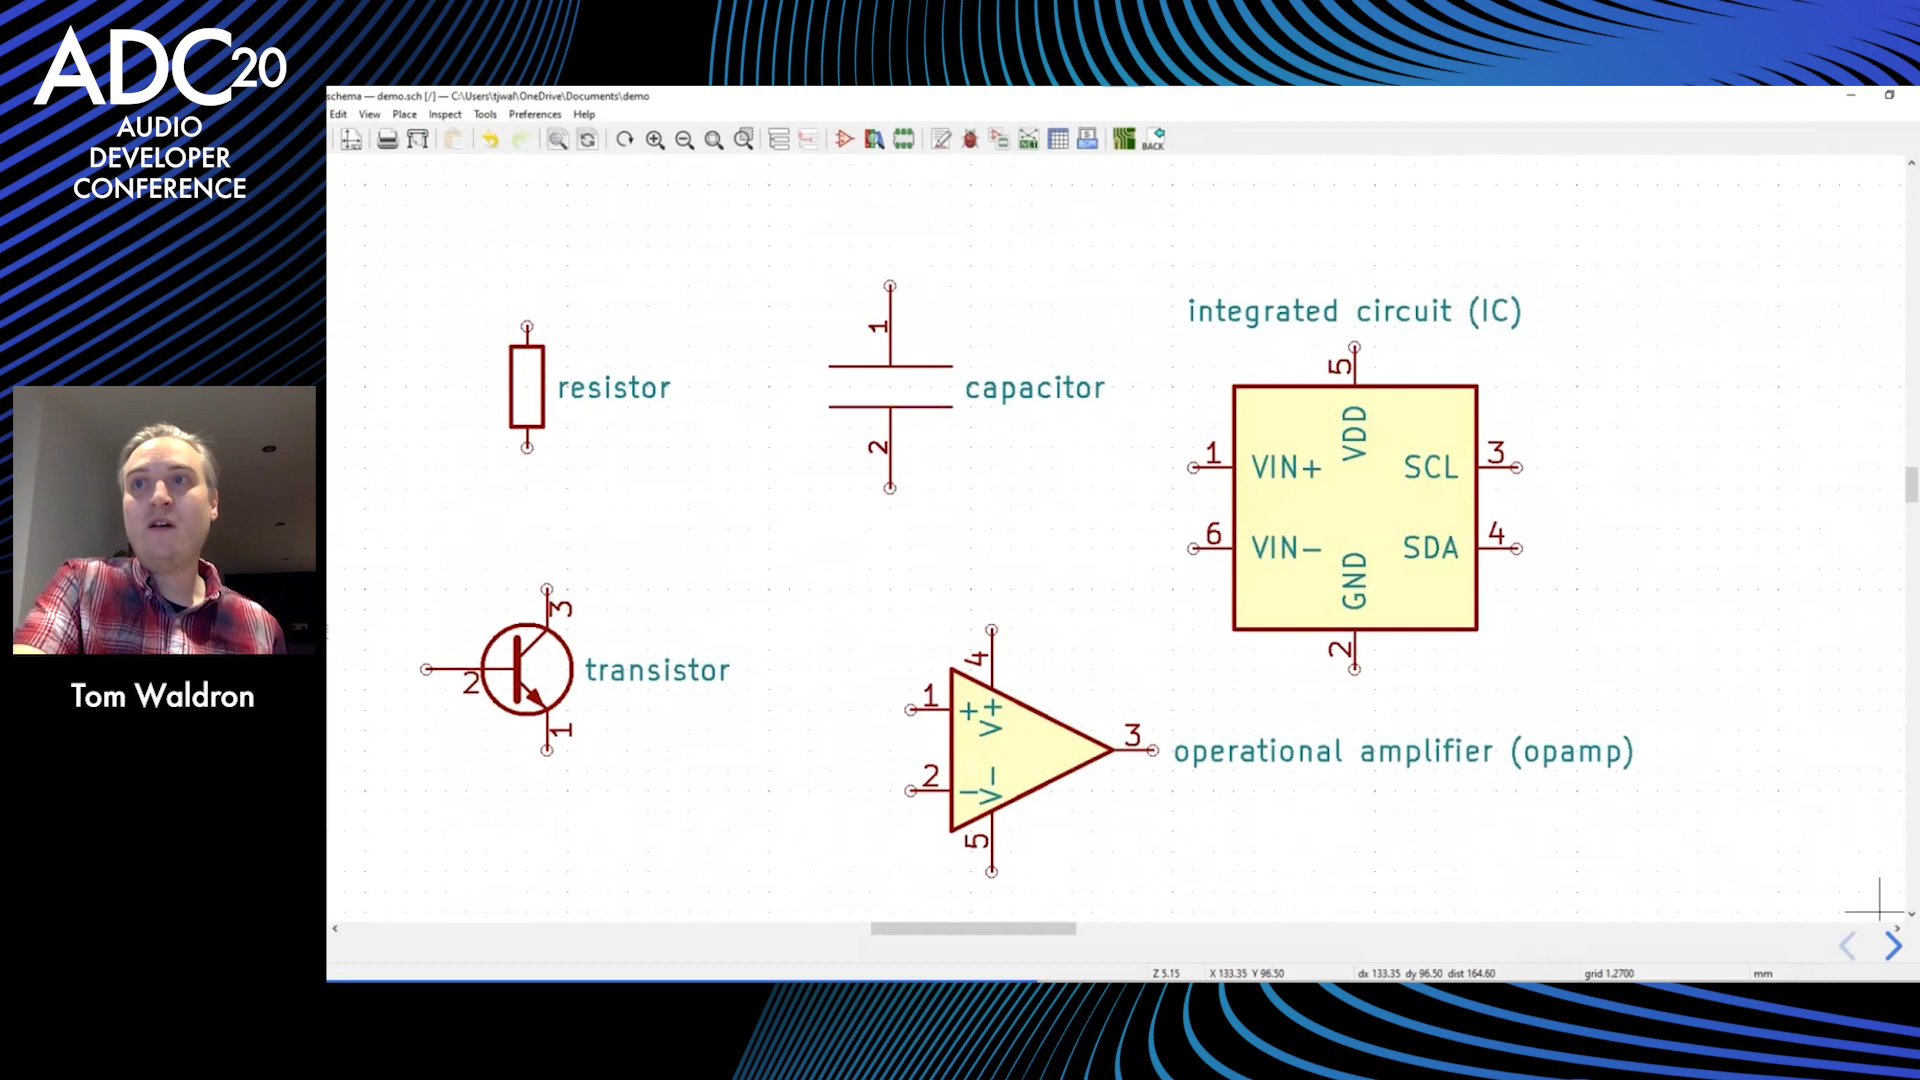 ADC20
AUDIO
DEVELOPER
CONFERENCE
schema — demo.sch [/] — C:\Users\tjwal\OneDrive\Documents\demo
Edit View Place Inspect Tools Preferences Help
NET
BOM
BACK
integrated circuit (IC)
resistor
1
2
capacitor
5
VDD
1
VIN+
SCL
3
6
VIN−
SDA
4
GND
2
3
2
1
transistor
4
1
+
V+
2
−
V−
5
3
operational amplifier (opamp)
Tom Waldron
Z 5.15
X 133.35 Y 96.50
dx 133.35 dy 96.50 dist 164.60
grid 1.2700
mm